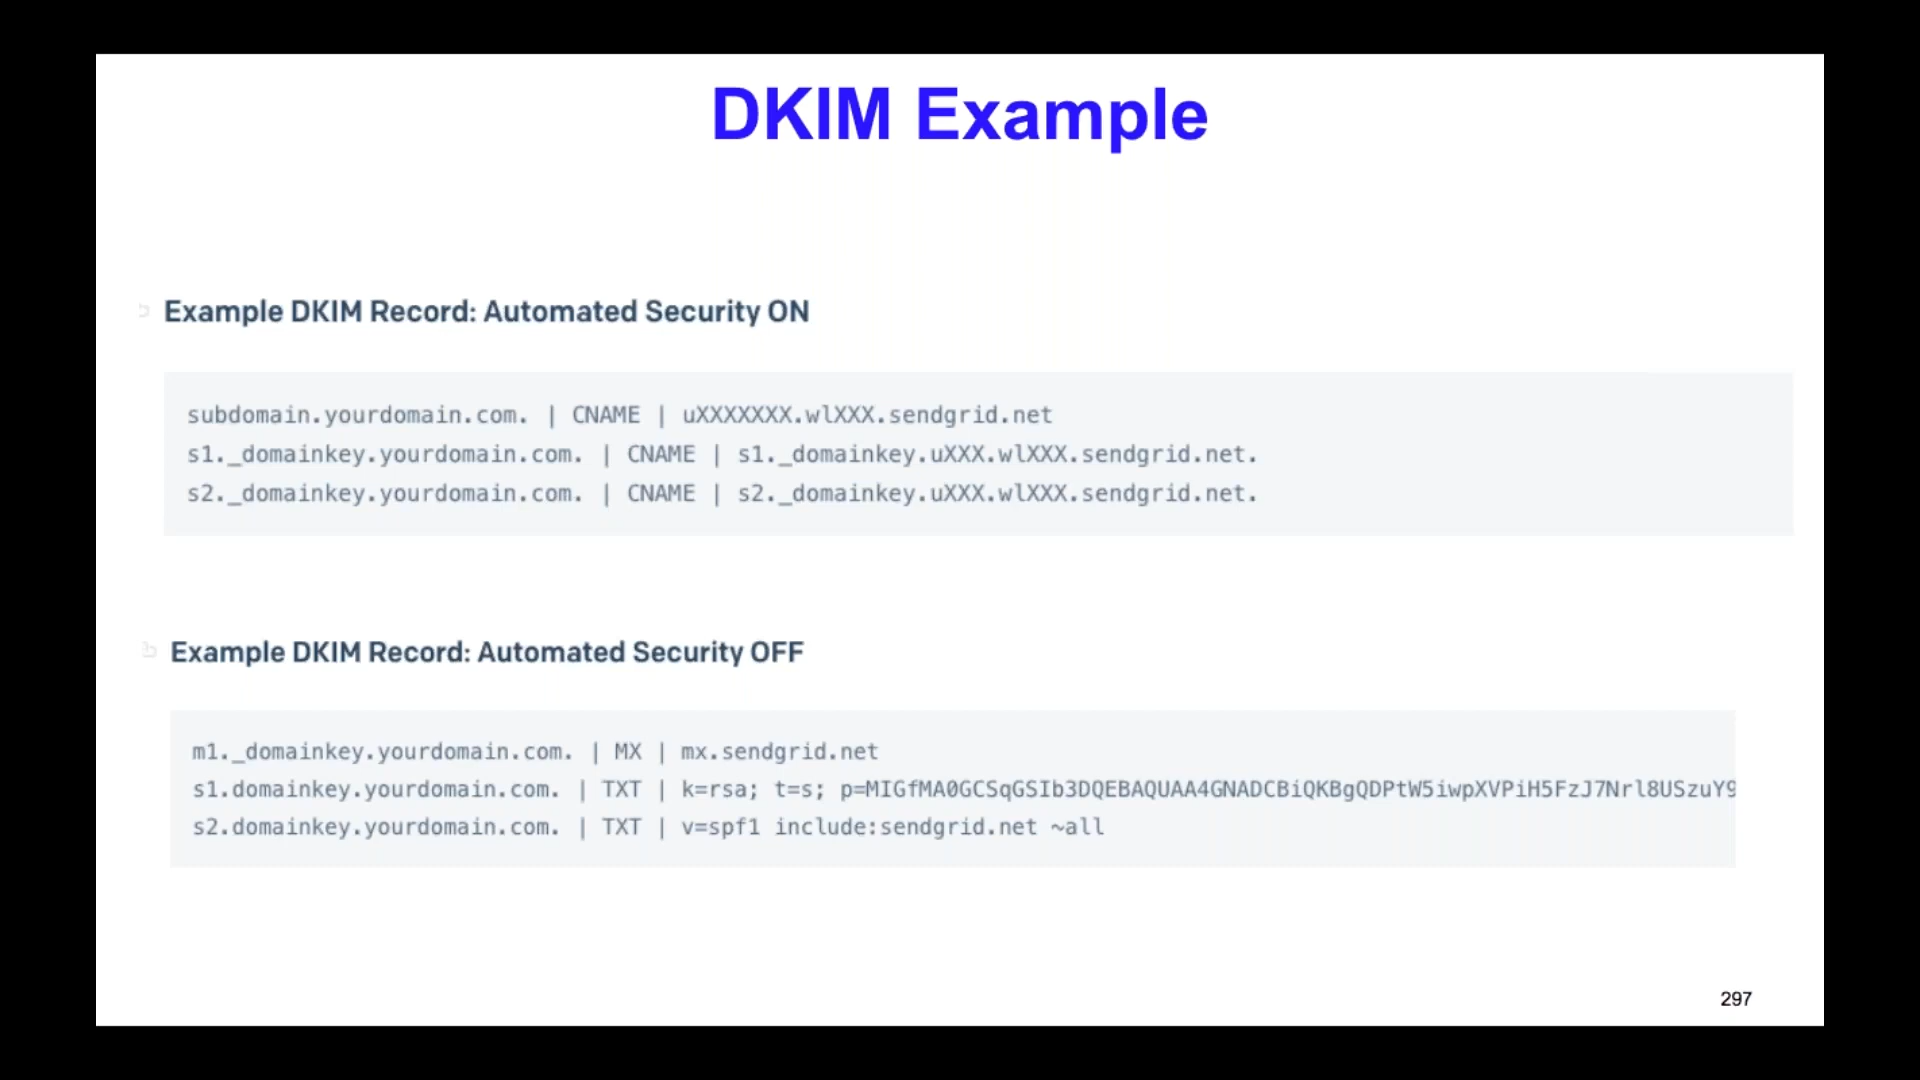 DKIM Example
Example DKIM Record: Automated Security ON
subdomain.yourdomain.com. | CNAME | uXXXXXXX.wlXXX.sendgrid.net
s1._domainkey.yourdomain.com. | CNAME | s1._domainkey.uXXX.wlXXX.sendgrid.net.
s2._domainkey.yourdomain.com. | CNAME | s2._domainkey.uXXX.wlXXX.sendgrid.net.
Example DKIM Record: Automated Security OFF
m1._domainkey.yourdomain.com. | MX | mx.sendgrid.net
s1.domainkey.yourdomain.com. | TXT | k=rsa; t=s; p=MIGfMA0GCSqGSIb3DQEBAQUAA4GNADCBiQKBgQDPtW5iwpXVPiH5FzJ7Nrl8USzuY9
s2.domainkey.yourdomain.com. | TXT | v=spf1 include:sendgrid.net ~all
297